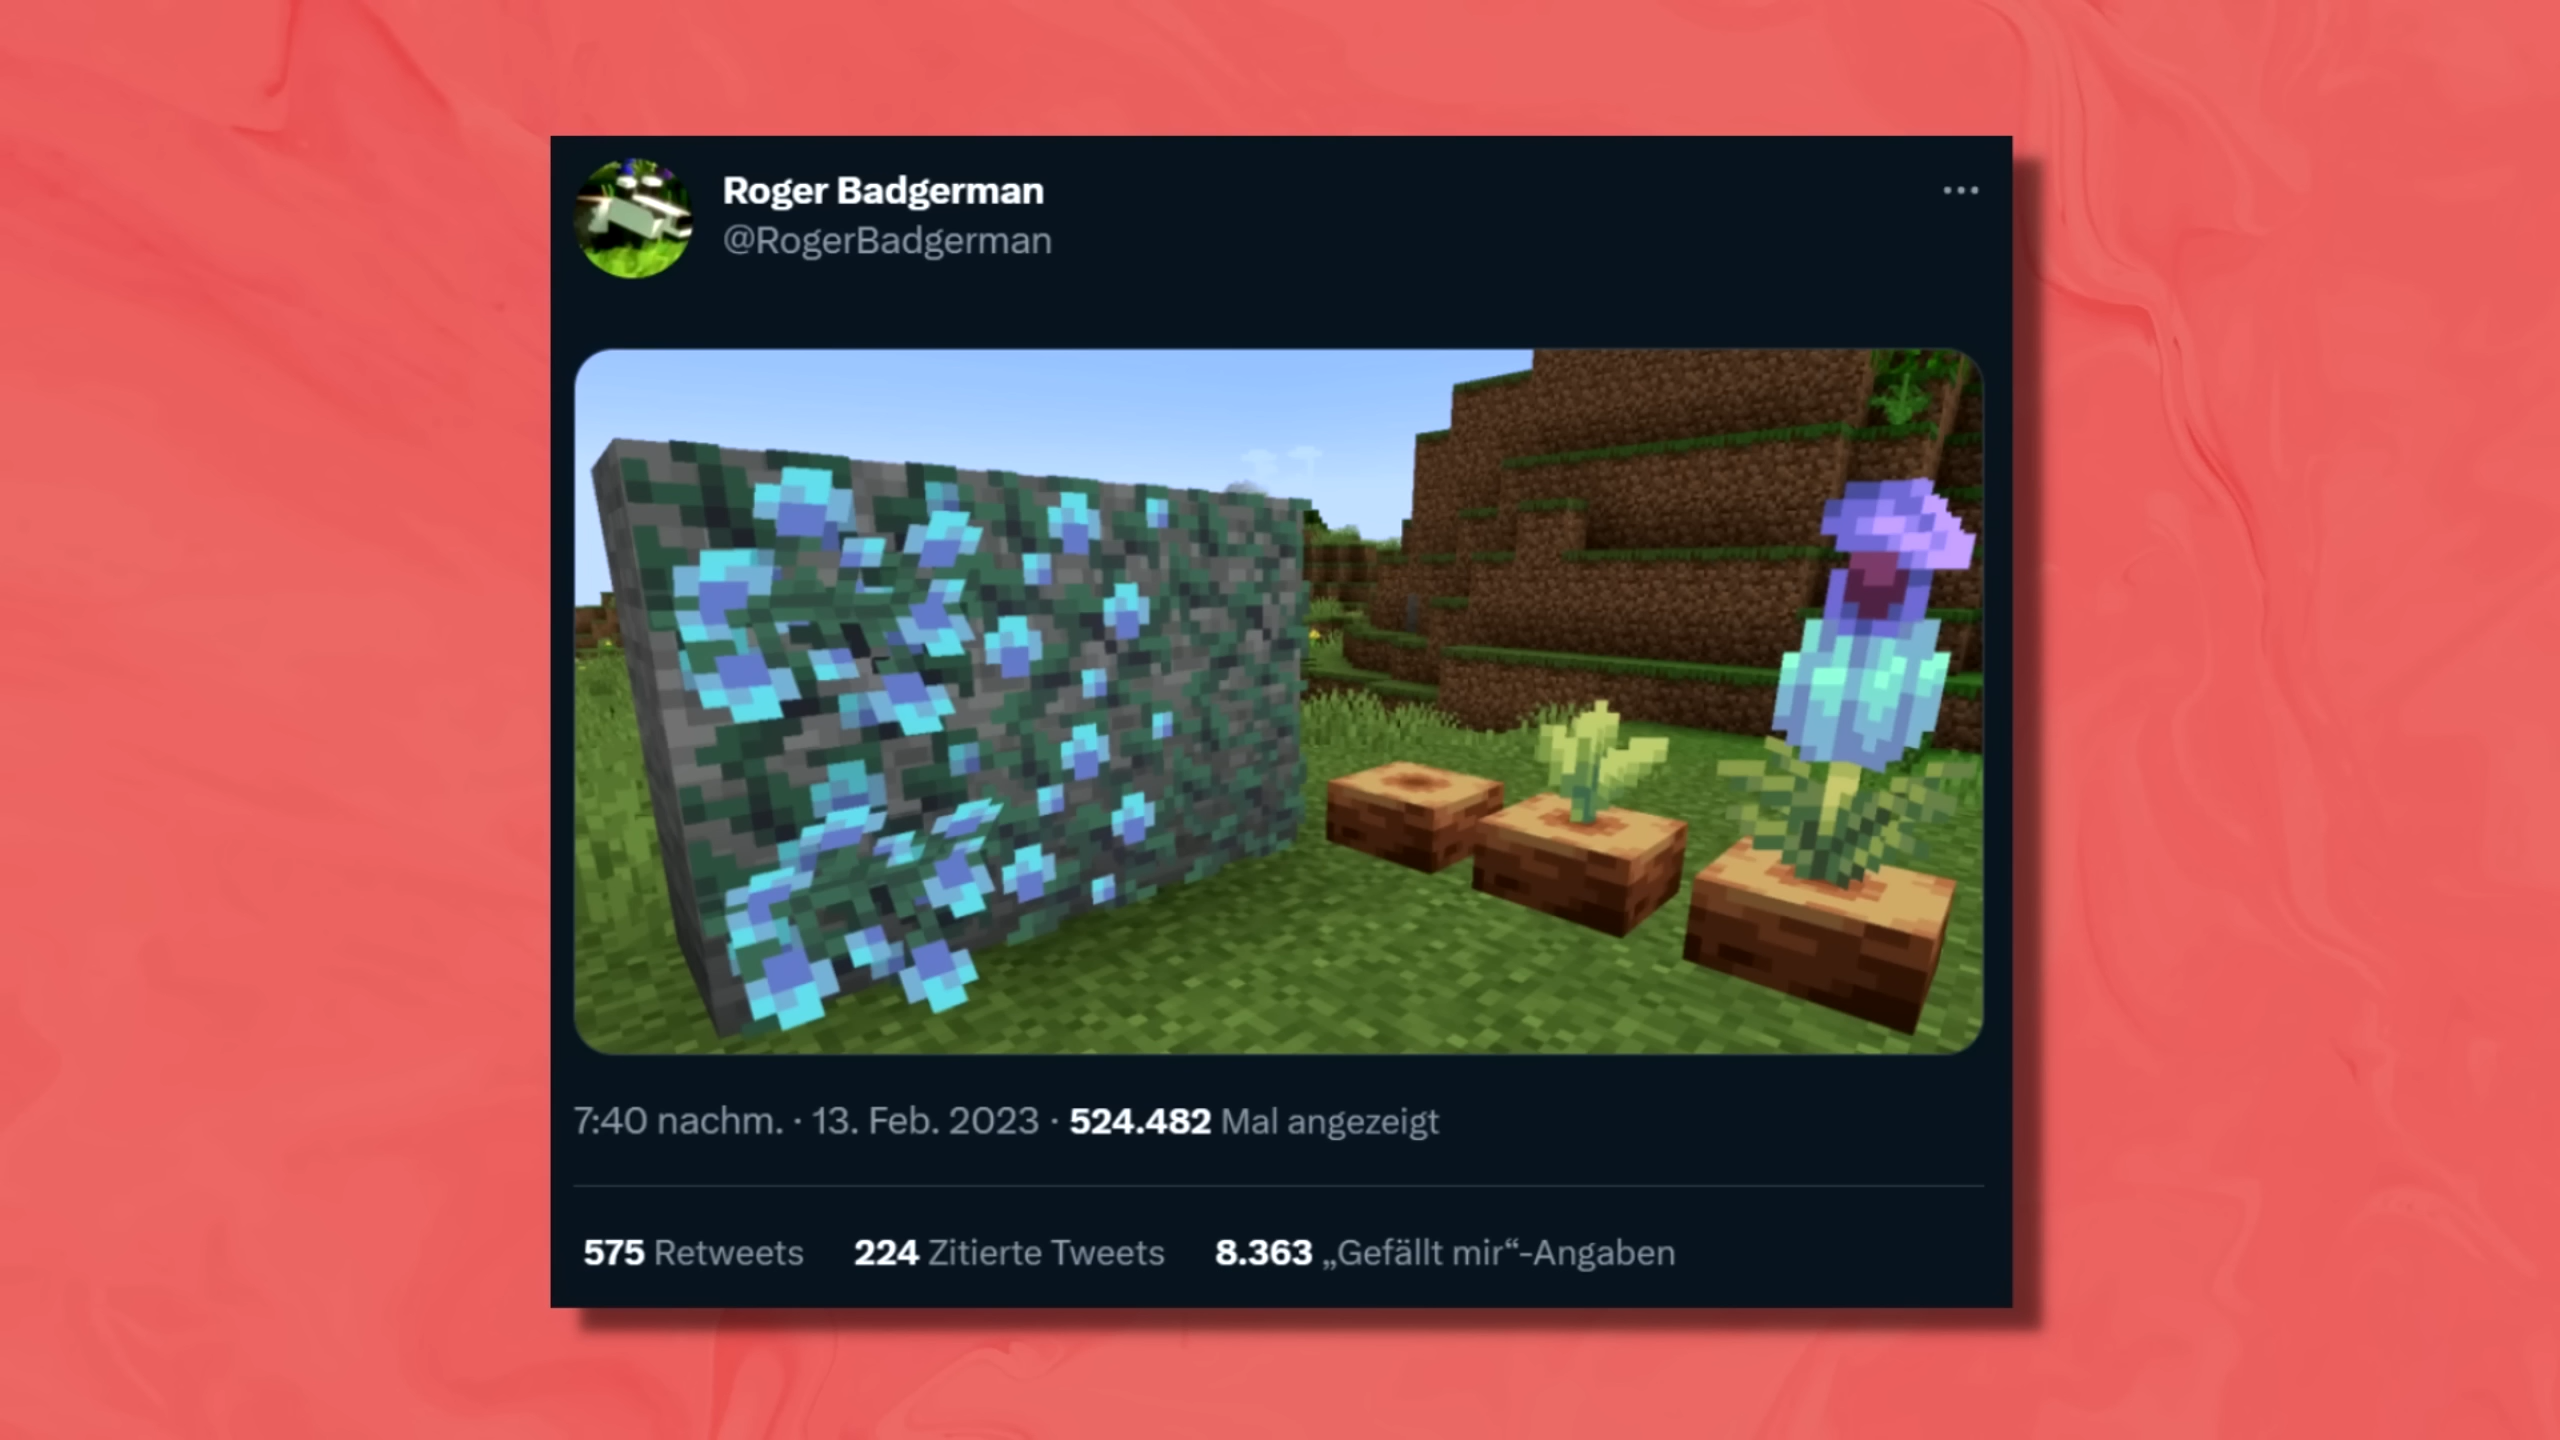 Roger Badgerman
@RogerBadgerman
7:40 nachm. · 13. Feb. 2023 · 524.482 Mal angezeigt
575 Retweets 224 Zitierte Tweets 8.363 „Gefällt mir“-Angaben